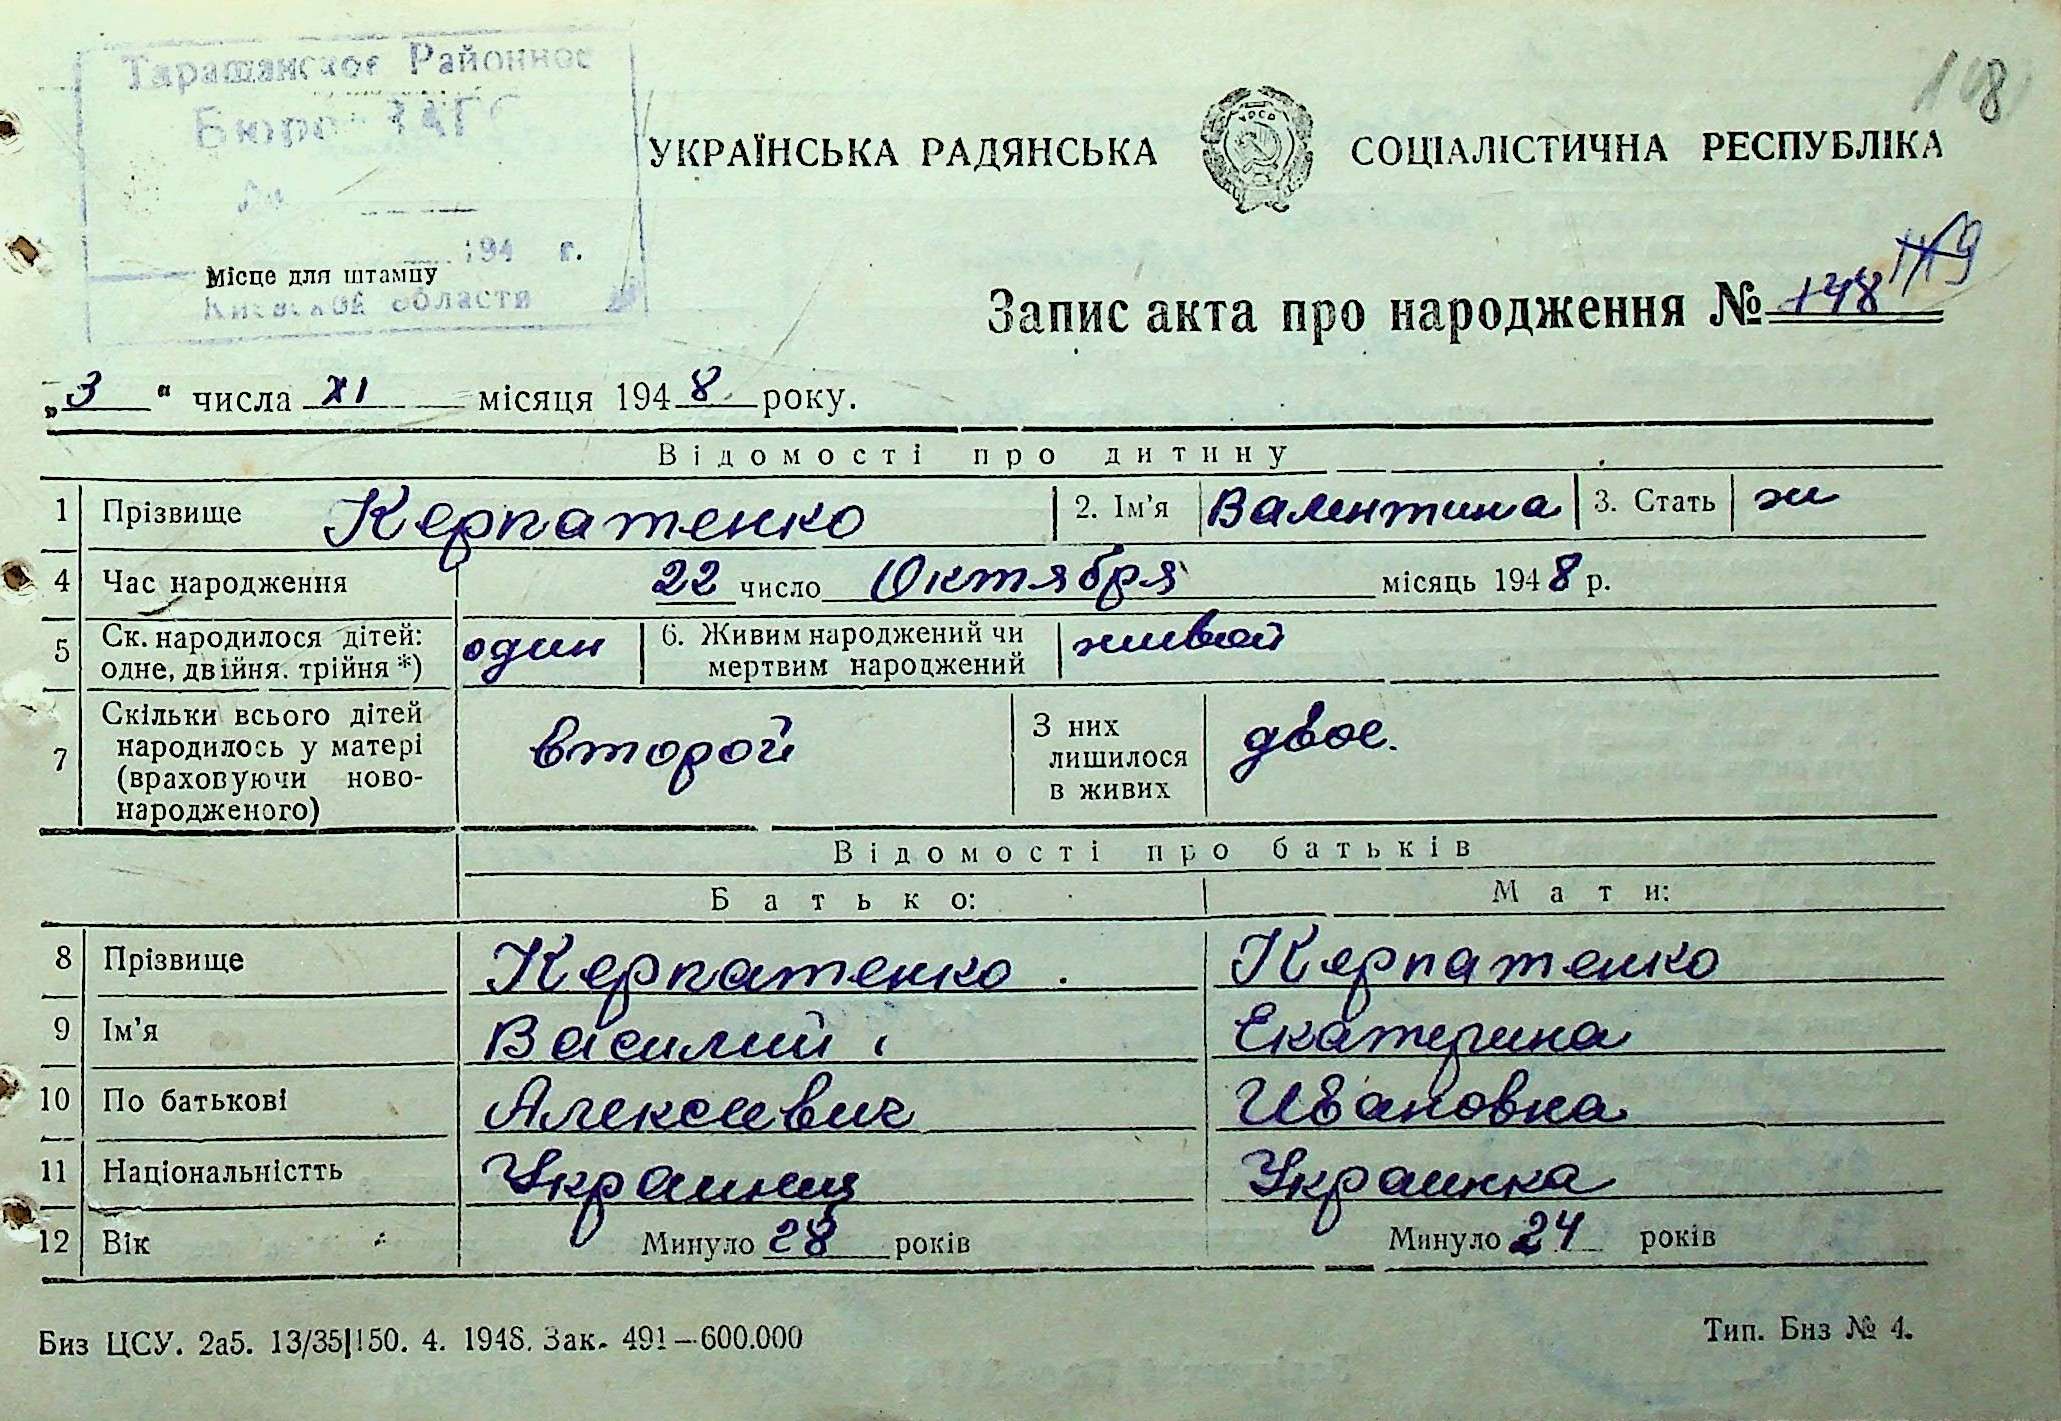 Таращанское Районное
Бюро ЗАГС
194 г.
Місце для штампу
Киевской области
УКРАЇНСЬКА РАДЯНСЬКА СОЦІАЛІСТИЧНА РЕСПУБЛІКА
Запис акта про народження № 148
„3“ числа XI місяця 1948 року.
Відомості про дитину
1 Прізвище Керпатенко 2. Ім'я Валентина 3. Стать ж
4 Час народження 22 число Октября місяць 1948 р.
5 Ск. народилося дітей: одне, двійня. трійня *) один 6. Живим народжений чи мертвим народжений живой
7 Скільки всього дітей народилось у матері (враховуючи ново-народженого) второй З них лишилося в живих двое.
Відомості про батьків
Батько: Мати:
8 Прізвище Керпатенко Керпатенко
9 Ім'я Василий Екатерина
10 По батькові Алексеевич Ивановна
11 Національністть Украинец Украинка
12 Вік Минуло 28 років Минуло 24 років
Биз ЦСУ. 2а5. 13/35|150. 4. 1948. Зак. 491—600.000
Тип. Биз № 4.